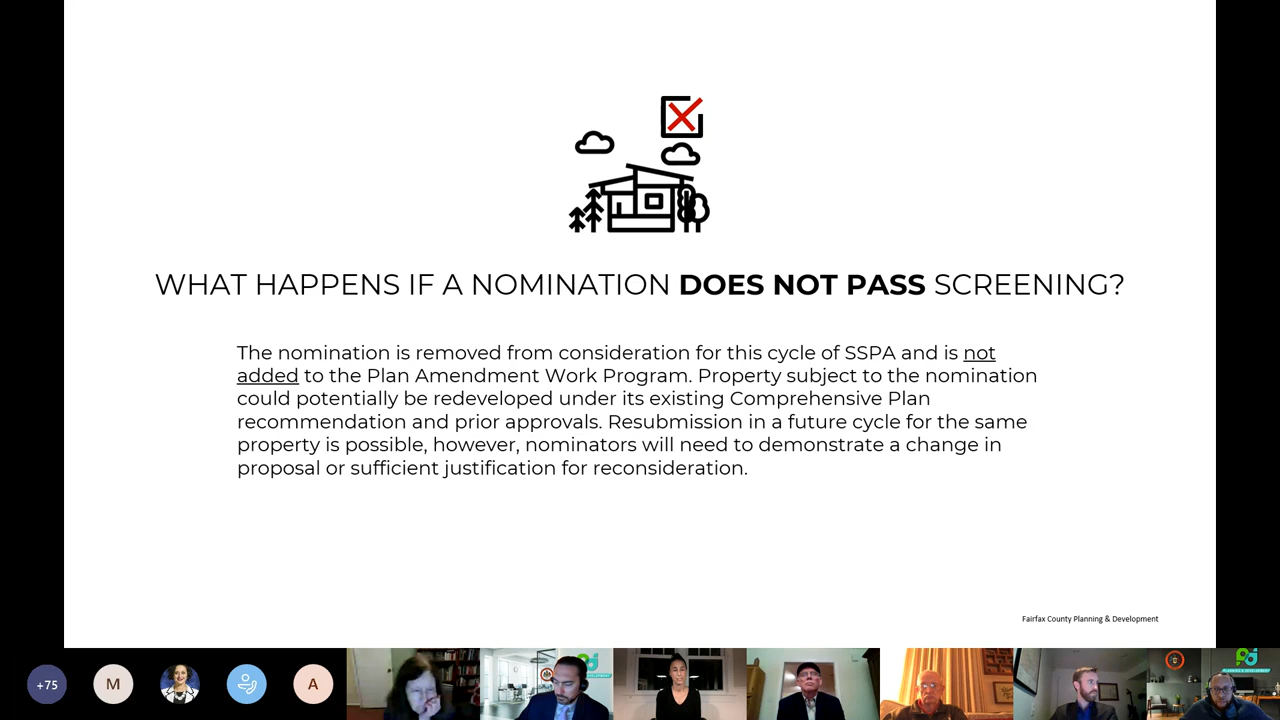 WHAT HAPPENS IF A NOMINATION DOES NOT PASS SCREENING?
The nomination is removed from consideration for this cycle of SSPA and is not
added to the Plan Amendment Work Program. Property subject to the nomination
could potentially be redeveloped under its existing Comprehensive Plan
recommendation and prior approvals. Resubmission in a future cycle for the same
property is possible, however, nominators will need to demonstrate a change in
proposal or sufficient justification for reconsideration.
Fairfax County Planning & Development
+75
M
A